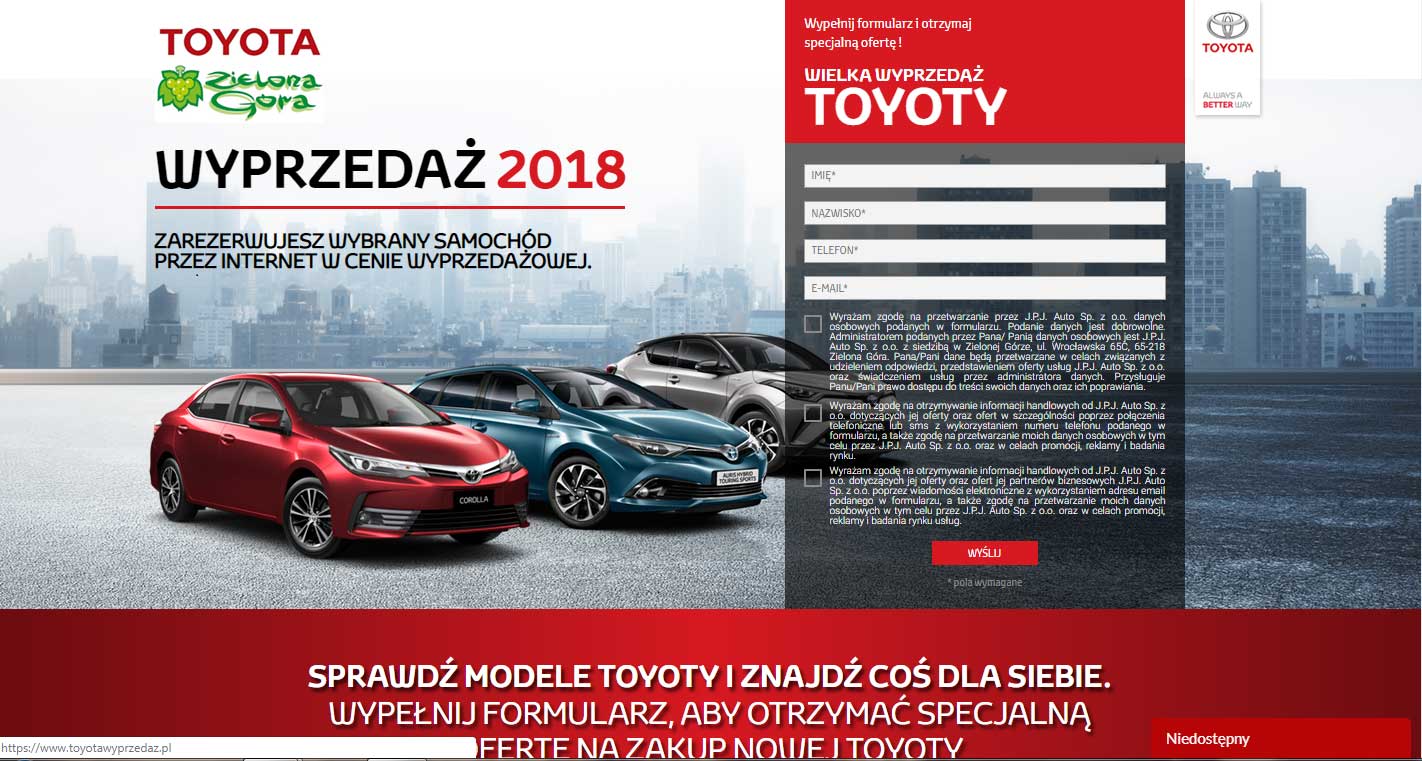 TOYOTA
Zielona
Góra
WYPRZEDAŻ 2018
ZAREZERWUJESZ WYBRANY SAMOCHÓD
PRZEZ INTERNET W CENIE WYPRZEDAŻOWEJ.
COROLLA
AURIS HYBRID
TOURING SPORTS
Wypełnij formularz i otrzymaj
specjalną ofertę !
WIELKA WYPRZEDAŻ
TOYOTY
IMIĘ*
NAZWISKO*
TELEFON*
E-MAIL*
Wyrażam zgodę na przetwarzanie przez J.P.J. Auto Sp. z o.o. danych
osobowych podanych w formularzu. Podanie danych jest dobrowolne.
Administratorem podanych przez Pana/ Panią danych osobowych jest J.P.J.
Auto Sp. z o.o. z siedzibą w Zielonej Górze, ul. Wrocławska 65C, 65-218
Zielona Góra. Pana/Pani dane będą przetwarzane w celach związanych z
udzieleniem odpowiedzi, przedstawieniem oferty usług J.P.J. Auto Sp. z o.o.
oraz świadczeniem usług przez administratora danych. Przysługuje
Panu/Pani prawo dostępu do treści swoich danych oraz ich poprawiania.
Wyrażam zgodę na otrzymywanie informacji handlowych od J.P.J. Auto Sp. z
o.o. dotyczących jej oferty oraz ofert w szczególności poprzez połączenia
telefoniczne lub sms z wykorzystaniem numeru telefonu podanego w
formularzu, a także zgodę na przetwarzanie moich danych osobowych w tym
celu przez J.P.J. Auto Sp. z o.o. oraz w celach promocji, reklamy i badania
rynku.
Wyrażam zgodę na otrzymywanie informacji handlowych od J.P.J. Auto Sp. z
o.o. dotyczących jej oferty oraz ofert jej partnerów biznesowych J.P.J. Auto
Sp. z o.o. poprzez wiadomości elektroniczne z wykorzystaniem adresu email
podanego w formularzu, a także zgodę na przetwarzanie moich danych
osobowych w tym celu przez J.P.J. Auto Sp. z o.o. oraz w celach promocji,
reklamy i badania rynku usług.
WYŚLIJ
* pola wymagane
TOYOTA
ALWAYS A
BETTER WAY
SPRAWDŹ MODELE TOYOTY I ZNAJDŹ COŚ DLA SIEBIE.
WYPEŁNIJ FORMULARZ, ABY OTRZYMAĆ SPECJALNĄ
OFERTĘ NA ZAKUP NOWEJ TOYOTY
https://www.toyotawyprzedaz.pl
Niedostępny